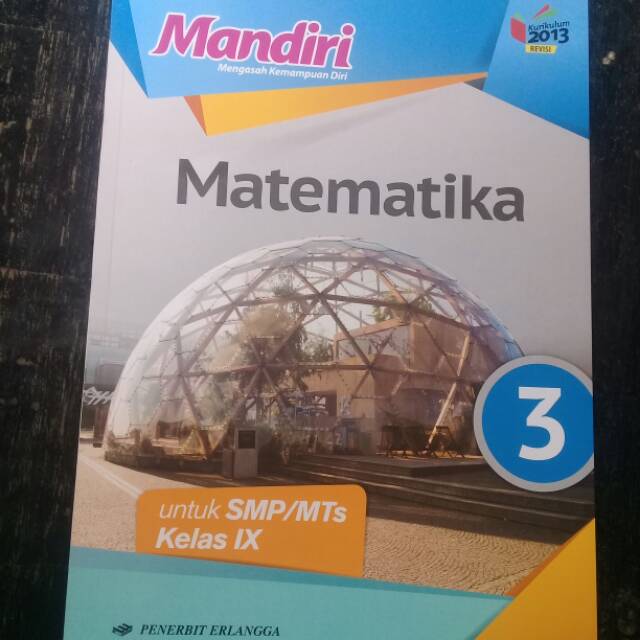 Mandiri
Mengasah Kemampuan Diri
Kurikulum
2013
REVISI
Matematika
3
untuk SMP/MTs
Kelas IX
PENERBIT ERLANGGA